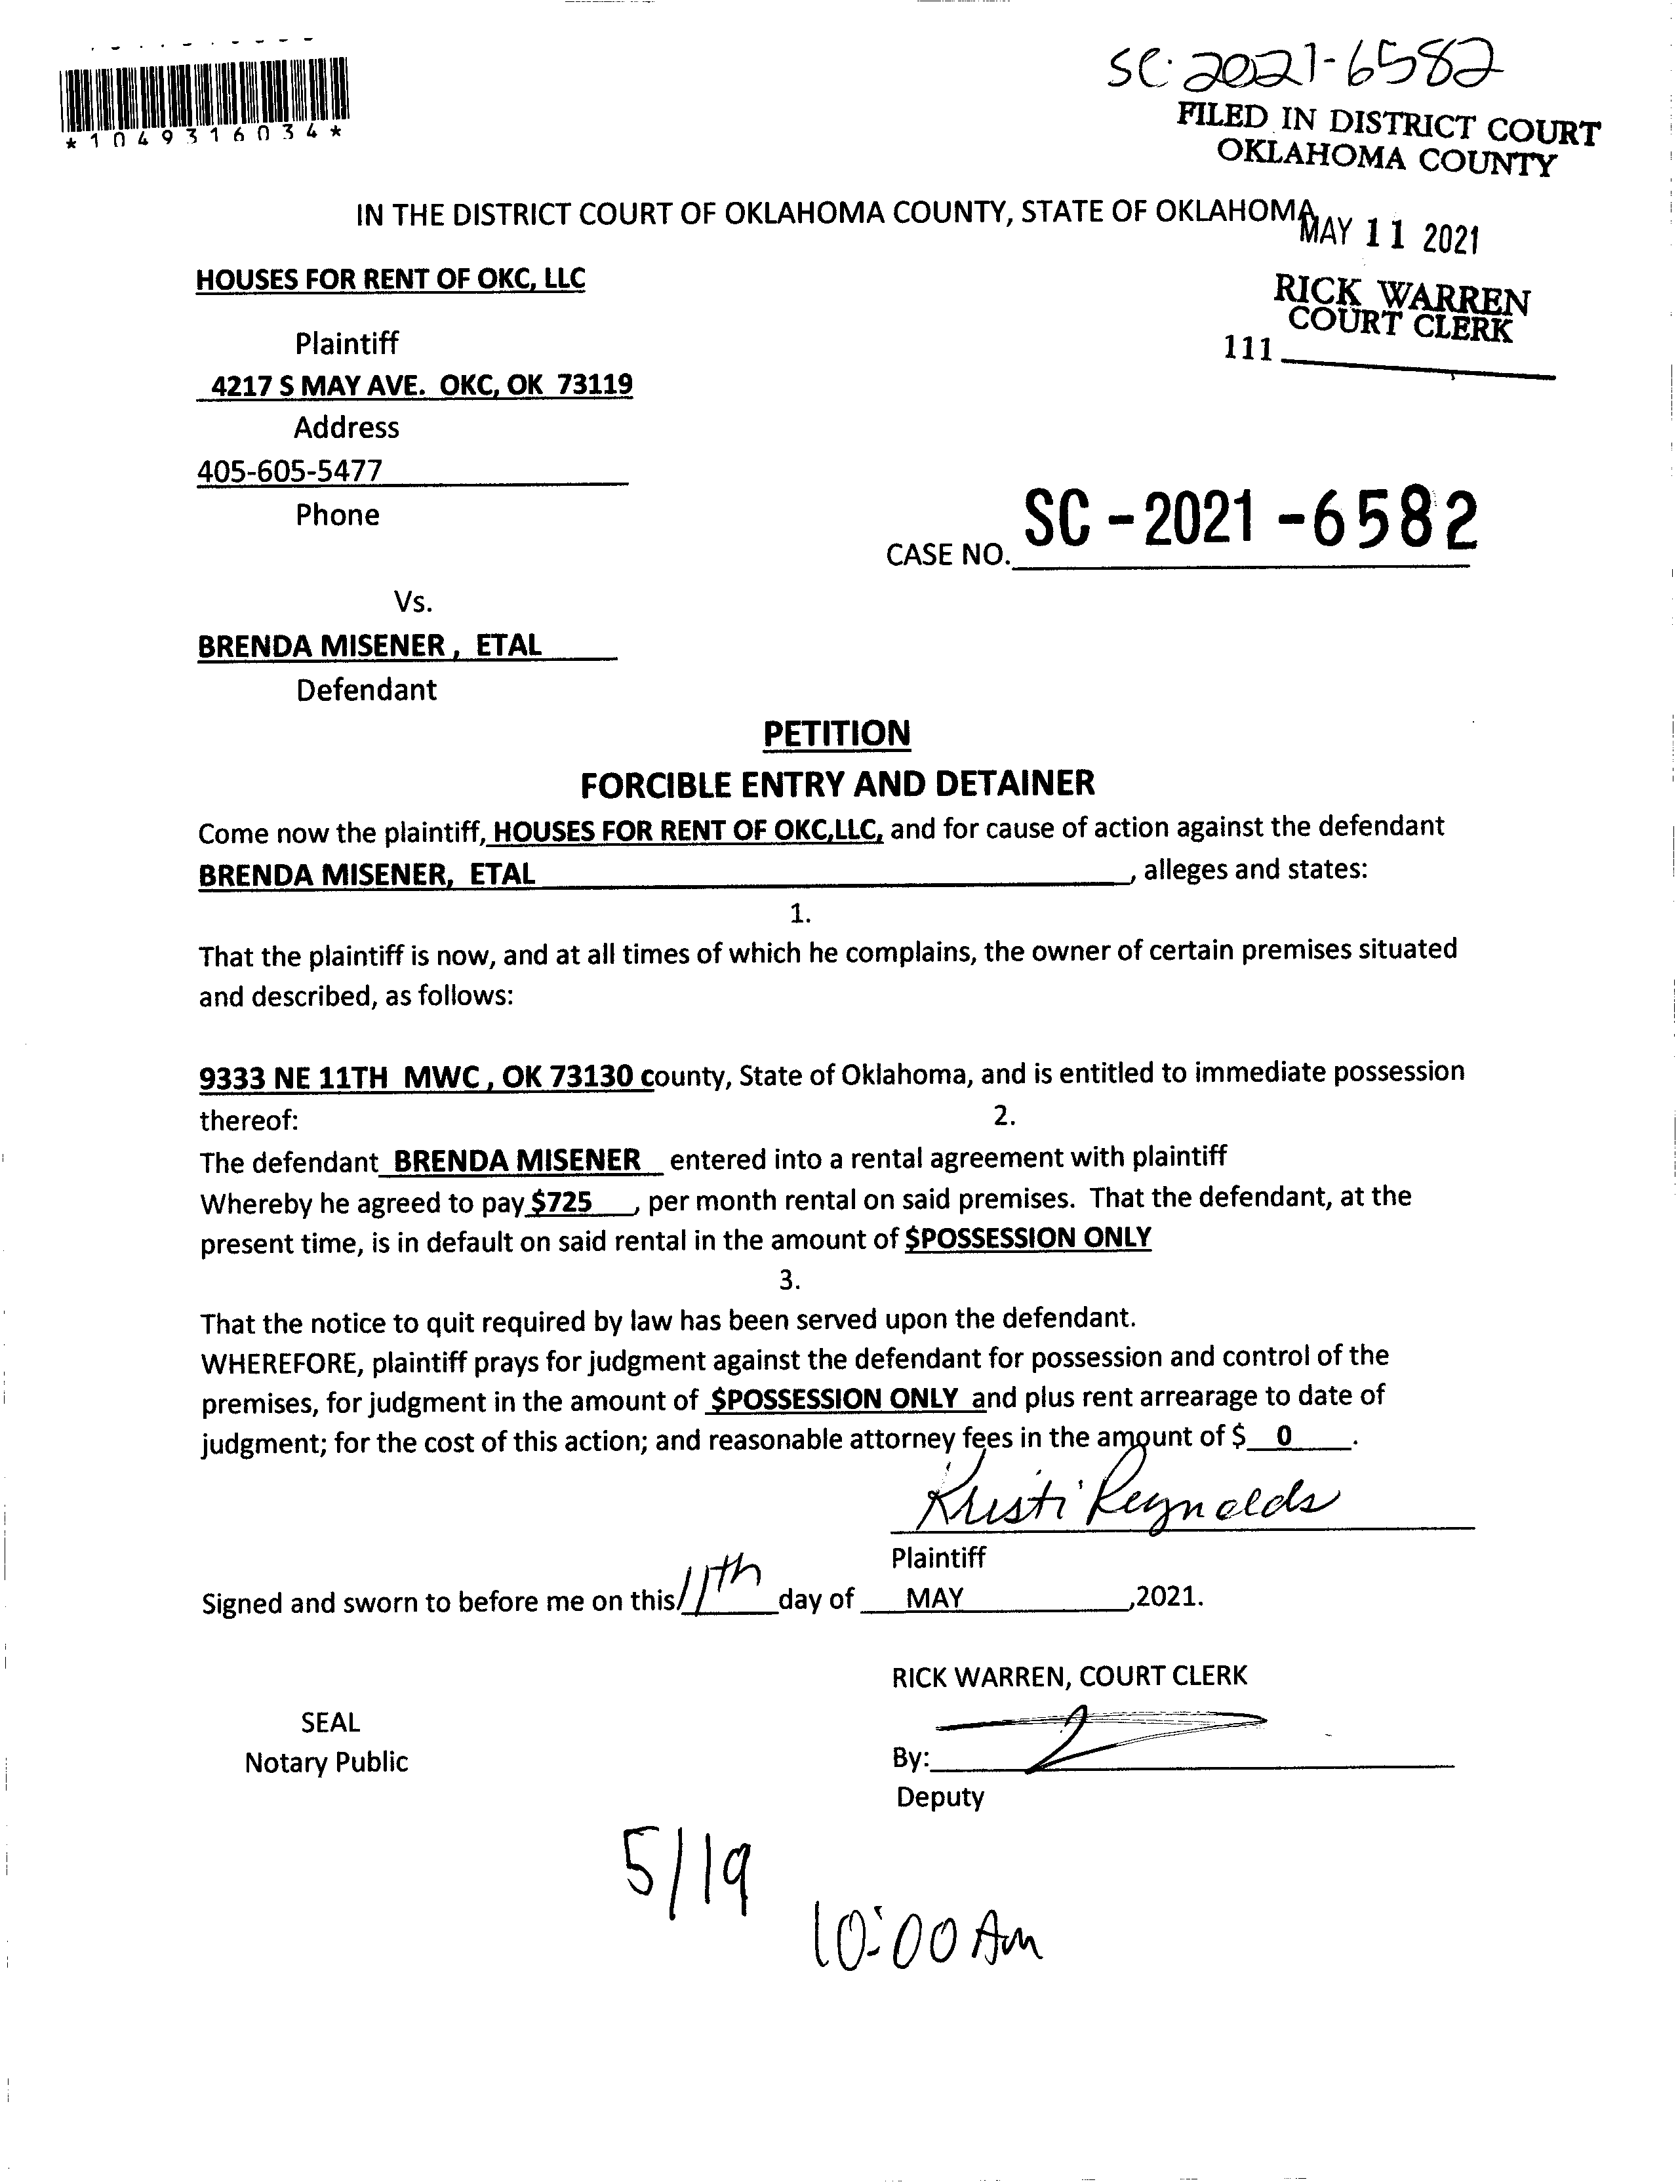 SC-2021-6582
*1049316034*
FILED IN DISTRICT COURT
OKLAHOMA COUNTY
IN THE DISTRICT COURT OF OKLAHOMA COUNTY, STATE OF OKLAHOMA
MAY 11 2021
HOUSES FOR RENT OF OKC, LLC
RICK WARREN
COURT CLERK
Plaintiff
111
4217 S MAY AVE. OKC, OK 73119
Address
405-605-5477
Phone
CASE NO. SC-2021-6582
Vs.
BRENDA MISENER , ETAL
Defendant
PETITION
FORCIBLE ENTRY AND DETAINER
Come now the plaintiff, HOUSES FOR RENT OF OKC,LLC, and for cause of action against the defendant
BRENDA MISENER, ETAL, alleges and states:
1.
That the plaintiff is now, and at all times of which he complains, the owner of certain premises situated
and described, as follows:
9333 NE 11TH MWC , OK 73130 county, State of Oklahoma, and is entitled to immediate possession
thereof: 2.
The defendant BRENDA MISENER entered into a rental agreement with plaintiff
Whereby he agreed to pay $725, per month rental on said premises. That the defendant, at the
present time, is in default on said rental in the amount of $POSSESSION ONLY
3.
That the notice to quit required by law has been served upon the defendant.
WHEREFORE, plaintiff prays for judgment against the defendant for possession and control of the
premises, for judgment in the amount of $POSSESSION ONLY and plus rent arrearage to date of
judgment; for the cost of this action; and reasonable attorney fees in the amount of $ 0.
Kristi Reynolds
Plaintiff
Signed and sworn to before me on this 11th day of MAY ,2021.
RICK WARREN, COURT CLERK
SEAL
Notary Public
By:
Deputy
5/19
10:00 Am